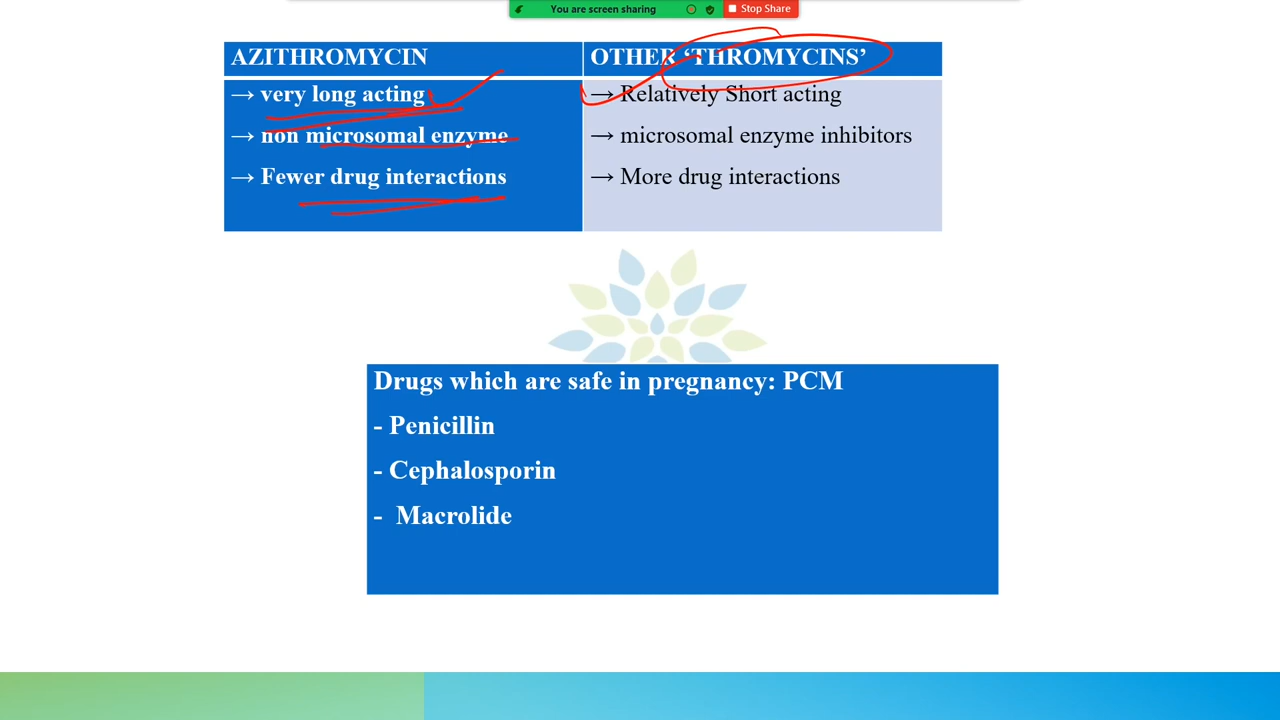 You are screen sharing
Stop Share
AZITHROMYCIN
OTHER ‘THROMYCINS’
→ very long acting
→ non microsomal enzyme
→ Fewer drug interactions
→ Relatively Short acting
→ microsomal enzyme inhibitors
→ More drug interactions
Drugs which are safe in pregnancy: PCM
- Penicillin
- Cephalosporin
- Macrolide